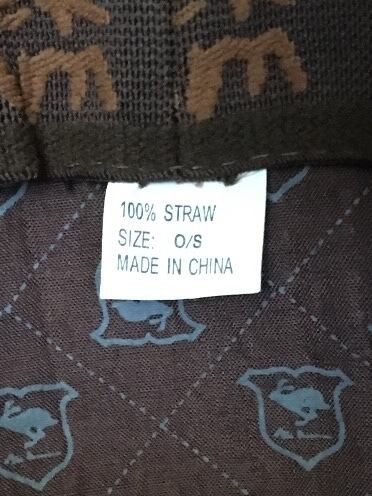 100% STRAW
SIZE: O/S
MADE IN CHINA